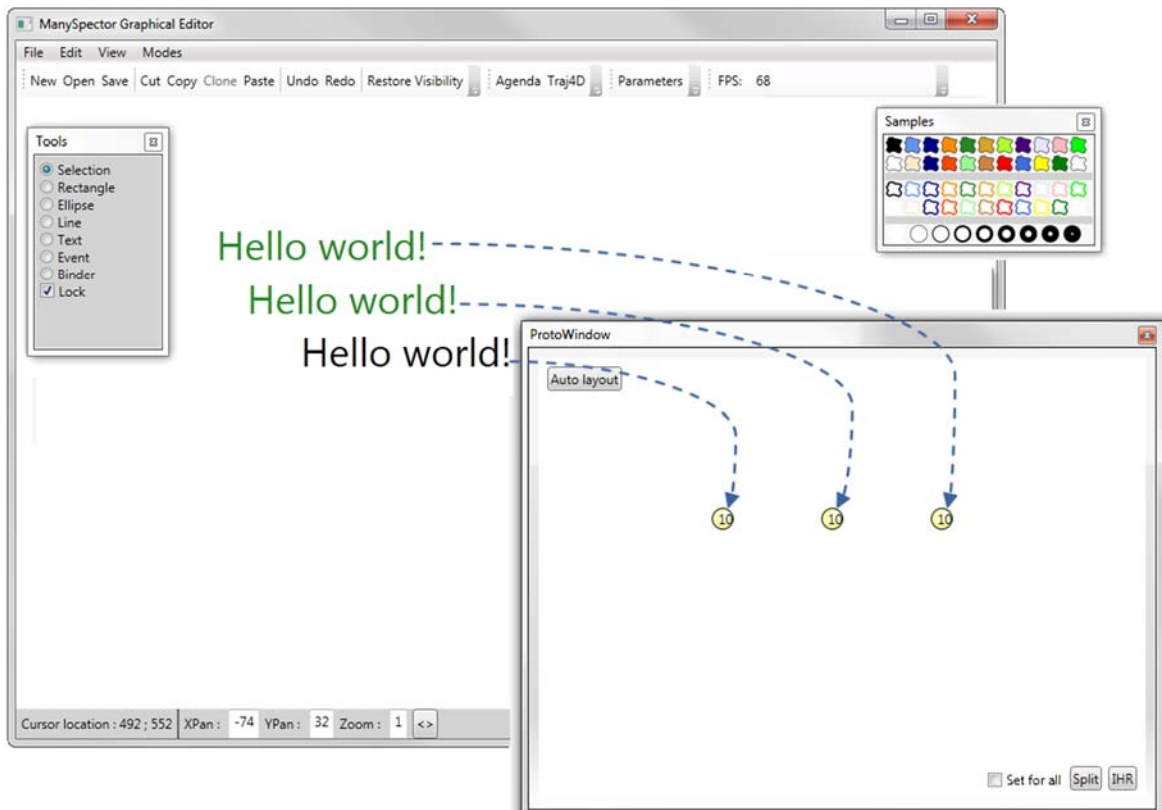 ManySpector Graphical Editor
File Edit View Modes
New Open Save Cut Copy Clone Paste Undo Redo Restore Visibility Agenda Traj4D Parameters FPS: 68
Tools
Selection
Rectangle
Ellipse
Line
Text
Event
Binder
Lock
Samples
Hello world!
Hello world!
Hello world!
ProtoWindow
Auto layout
10 10 10
Set for all Split IHR
Cursor location : 492 ; 552 XPan : -74 YPan : 32 Zoom : 1 <>